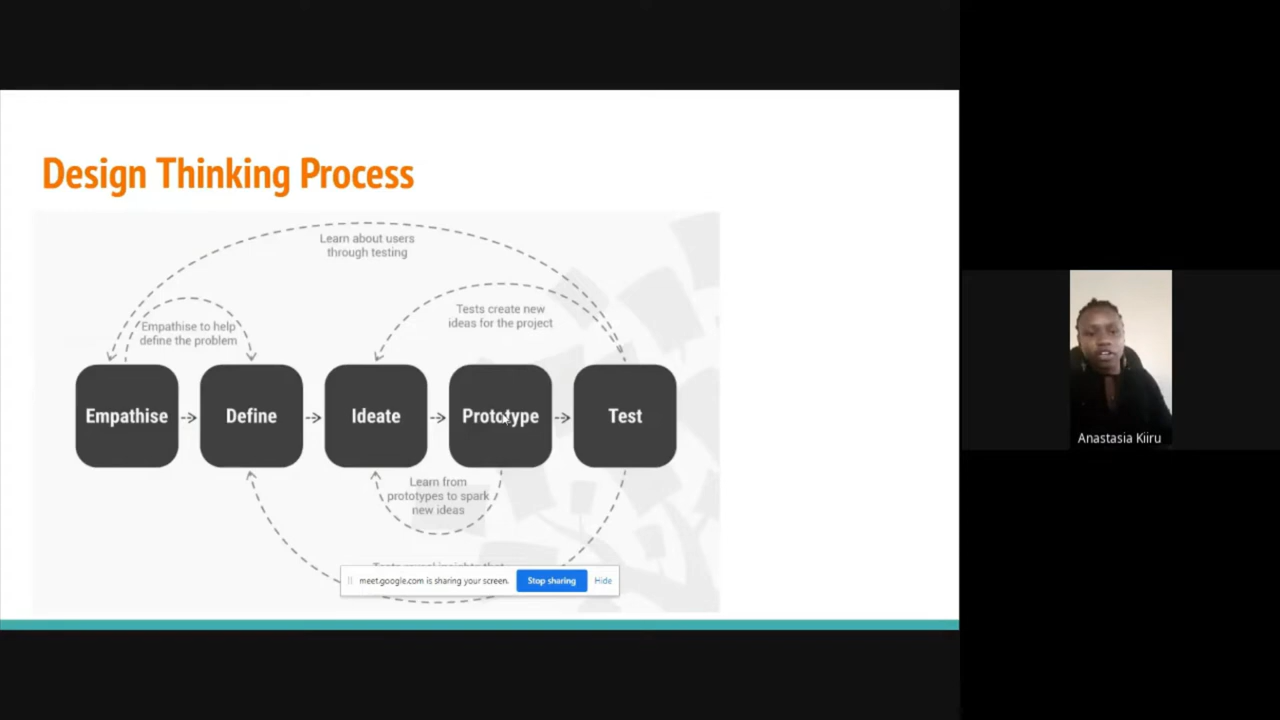 Design Thinking Process
Learn about users
through testing
Tests create new
ideas for the project
Empathise to help
define the problem
Empathise
Define
Ideate
Prototype
Test
Learn from
prototypes to spark
new ideas
meet.google.com is sharing your screen.
Stop sharing
Hide
Anastasia Kiiru